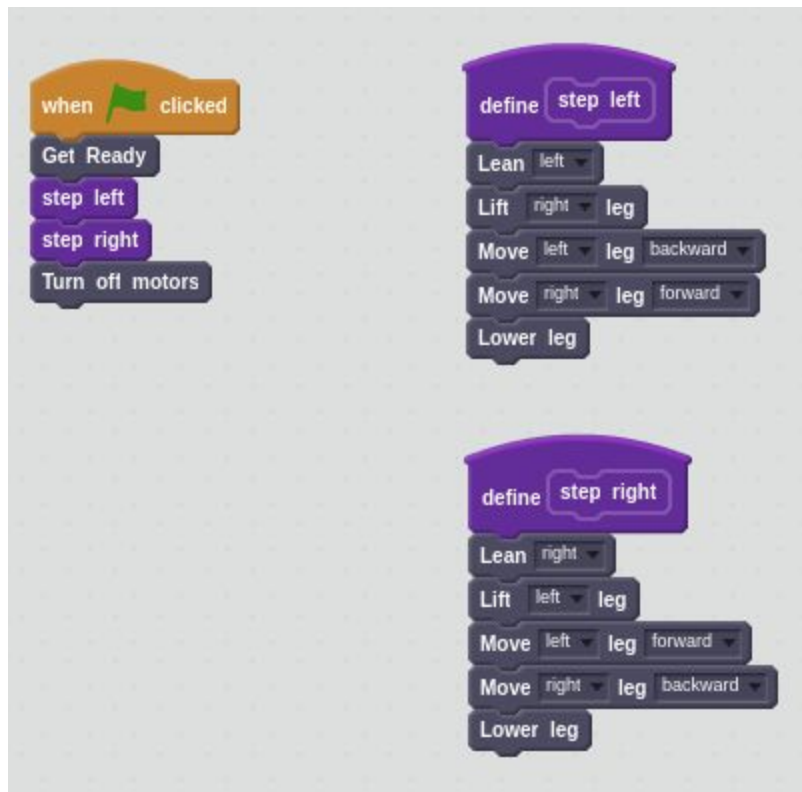 when clicked
Get Ready
step left
step right
Turn off motors
define step left
Lean left
Lift right leg
Move left leg backward
Move right leg forward
Lower leg
define step right
Lean right
Lift left leg
Move left leg forward
Move right leg backward
Lower leg